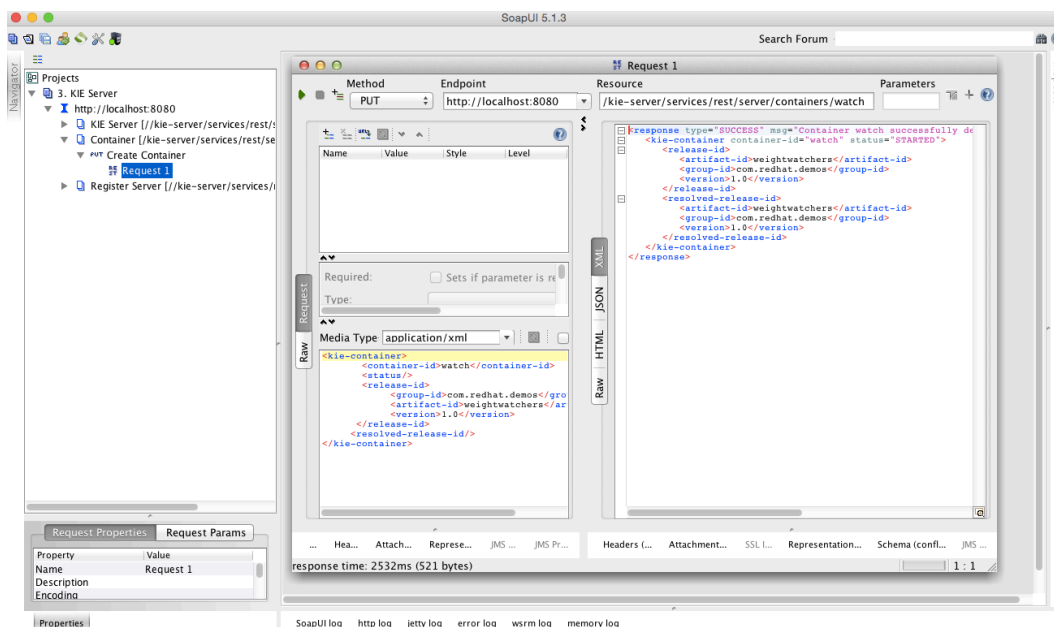 SoapUI 5.1.3
Search Forum
Navigator
Projects
3. KIE Server
http://localhost:8080
KIE Server [//kie-server/services/rest/s
Container [/kie-server/services/rest/se
PUT Create Container
Request 1
Register Server [//kie-server/services/r
Request Properties Request Params
Property Value
Name Request 1
Description
Encoding
Properties
Request 1
Method Endpoint Resource Parameters
PUT http://localhost:8080 /kie-server/services/rest/server/containers/watch
Name Value Style Level
Required: Sets if parameter is re
Type:
Request
Raw
Media Type application/xml
<kie-container>
<container-id>watch</container-id>
<status/>
<release-id>
<group-id>com.redhat.demos</gro
<artifact-id>weightwatchers</ar
<version>1.0</version>
</release-id>
<resolved-release-id/>
</kie-container>
XML
JSON
HTML
Raw
<response type="SUCCESS" msg="Container watch successfully de
<kie-container container-id="watch" status="STARTED">
<release-id>
<artifact-id>weightwatchers</artifact-id>
<group-id>com.redhat.demos</group-id>
<version>1.0</version>
</release-id>
<resolved-release-id>
<artifact-id>weightwatchers</artifact-id>
<group-id>com.redhat.demos</group-id>
<version>1.0</version>
</resolved-release-id>
</kie-container>
</response>
... Hea... Attach... Represe... JMS ... JMS Pr...
Headers (... Attachment... SSL I... Representation... Schema (confl... JMS ...
response time: 2532ms (521 bytes)
1 : 1
SoapUI log http log jetty log error log wsrm log memory log